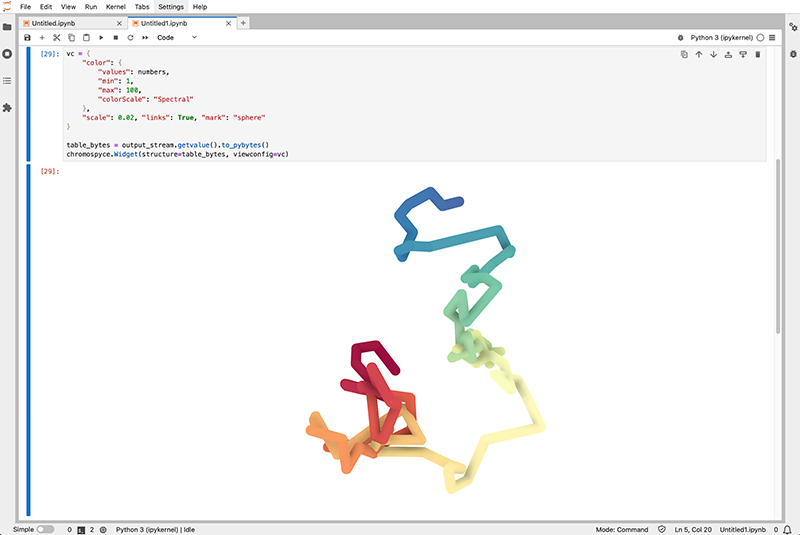 File Edit View Run Kernel Tabs Settings Help
Untitled.ipynb Untitled1.ipynb
Code Python 3 (ipykernel)
[29]: vc = {
"color": {
"values": numbers,
"min": 1,
"max": 100,
"colorScale": "Spectral"
},
"scale": 0.02, "links": True, "mark": "sphere"
}
table_bytes = output_stream.getvalue().to_pybytes()
chromospyce.Widget(structure=table_bytes, viewconfig=vc)
[29]:
Simple 0 2 Python 3 (ipykernel) | Idle Mode: Command Ln 5, Col 20 Untitled1.ipynb 0